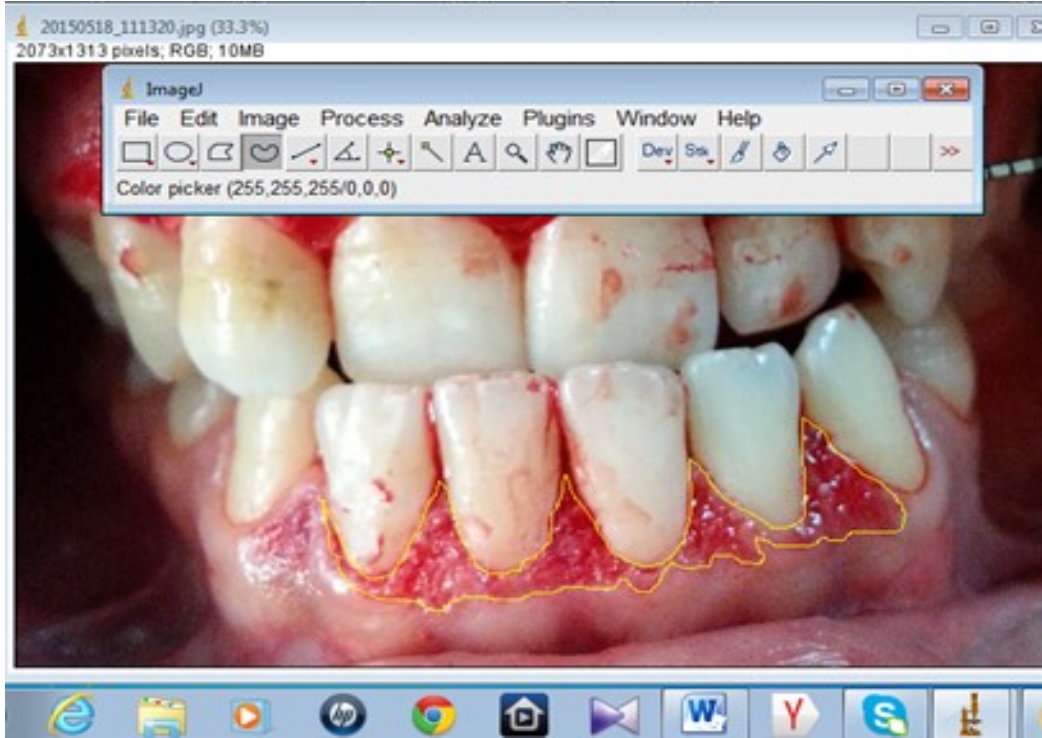 20150518_111320.jpg (33.3%)
2073x1313 pixels; RGB; 10MB
ImageJ
File Edit Image Process Analyze Plugins Window Help
A Dev Stk >>
Color picker (255,255,255/0,0,0)
hp W Y S